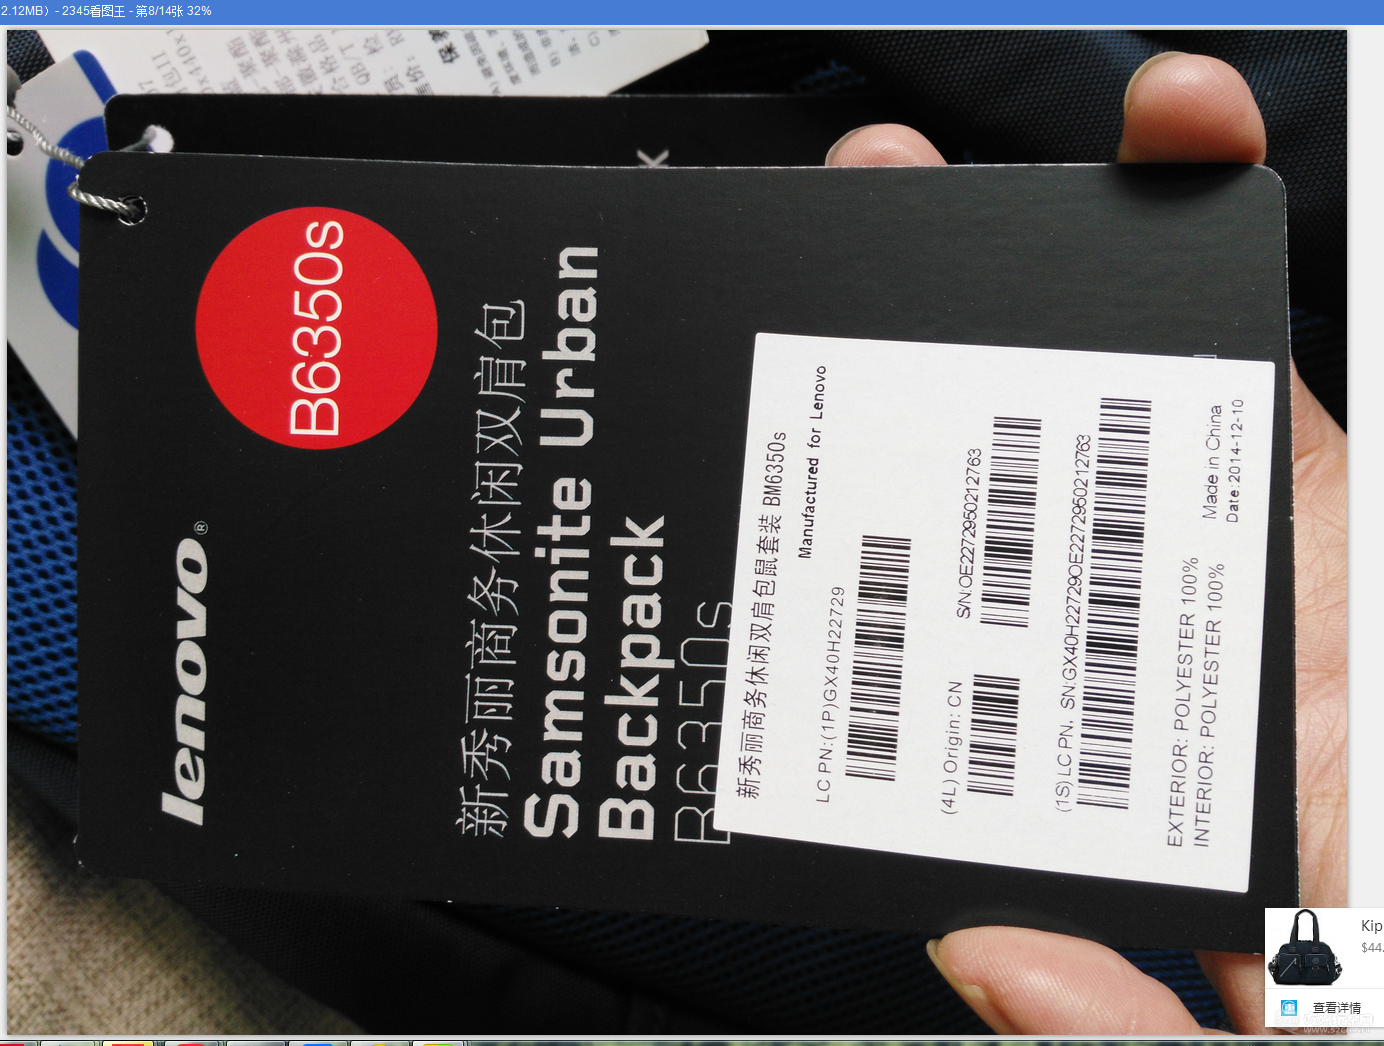 2.12MB） - 2345看图王 - 第8/14张 32%
lenovo®
B6350s
新秀丽商务休闲双肩包
Samsonite Urban
Backpack
B6350s
新秀丽商务休闲双肩包鼠套装 BM6350s
Manufactured for Lenovo
LC PN:(1P)GX40H22729
(4L) Origin: CN
S/N:OE2272950212763
(1S) LC PN, SN:GX40H22729OE2272950212763
EXTERIOR: POLYESTER 100%
INTERIOR: POLYESTER 100%
Made in China
Date:2014-12-10
K
QB/T
Kip
$44.
查看详情